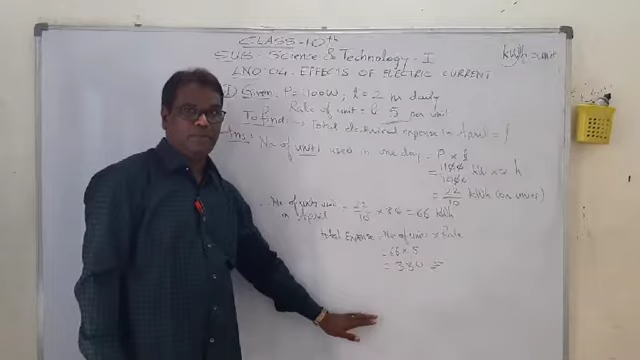 CLASS - 10th
SUB - Science & Technology - I
kWh = unit
LNO. 04. EFFECTS OF ELECTRIC CURRENT
Given: P = 1100W; t = 2 hr daily
Rate of unit = 5 per unit
To find: Total electrical expense in April = ?
Ans: No of units used in one day = P x t
= 1100/1000 kW x 2 h
= 22/10 kWh (or units)
No of units used in April = 22/10 x 30 = 66 kWh
Total Expense = No of units x Rate
= 66 x 5
= 330